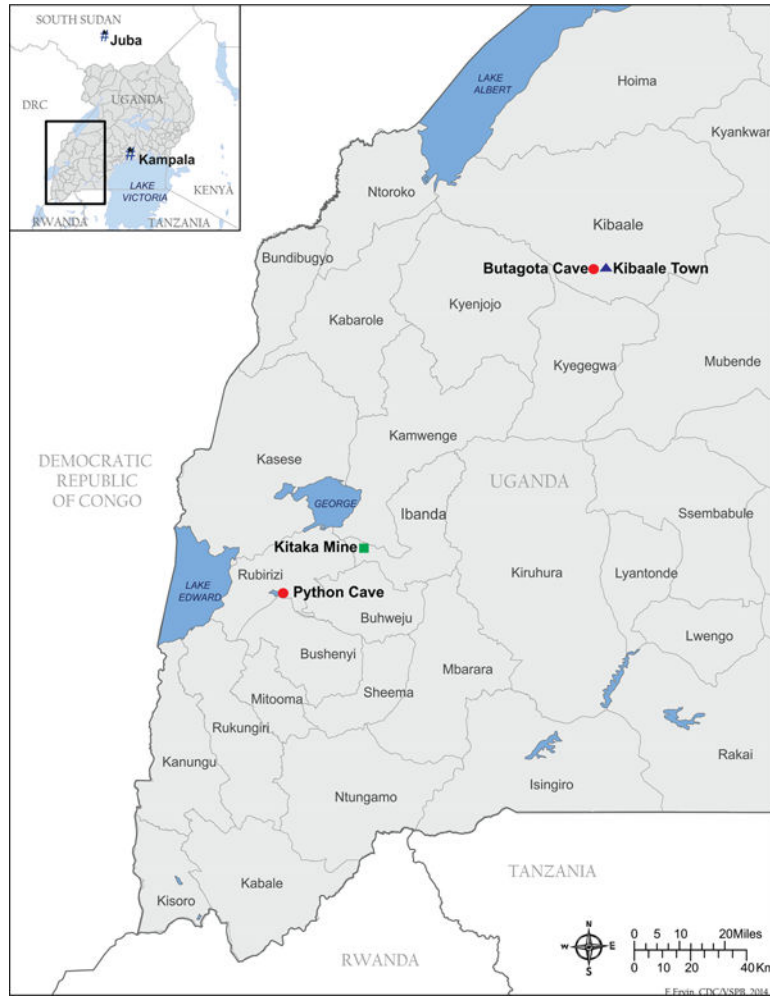 SOUTH SUDAN
# Juba
DRC
UGANDA
# Kampala
LAKE
VICTORIA
KENYA
RWANDA
TANZANIA
LAKE
ALBERT
Hoima
Kyankwan
Ntoroko
Kibaale
Bundibugyo
Butagota Cave
Kibaale Town
Kyenjojo
Kabarole
Kyegegwa
Mubende
Kamwenge
Kasese
DEMOCRATIC
REPUBLIC
OF CONGO
UGANDA
GEORGE
Ibanda
Ssembabule
Kitaka Mine
Rubirizi
Kiruhura
Lyantonde
LAKE
EDWARD
Python Cave
Buhweju
Lwengo
Bushenyi
Mbarara
Mitooma
Sheema
Rukungiri
Kanungu
Rakai
Isingiro
Ntungamo
Kabale
Kisoro
TANZANIA
RWANDA
N
W E
S
0 5 10 20Miles
0 10 20 40 Km
E Ervin, CDC/VSPB, 2014